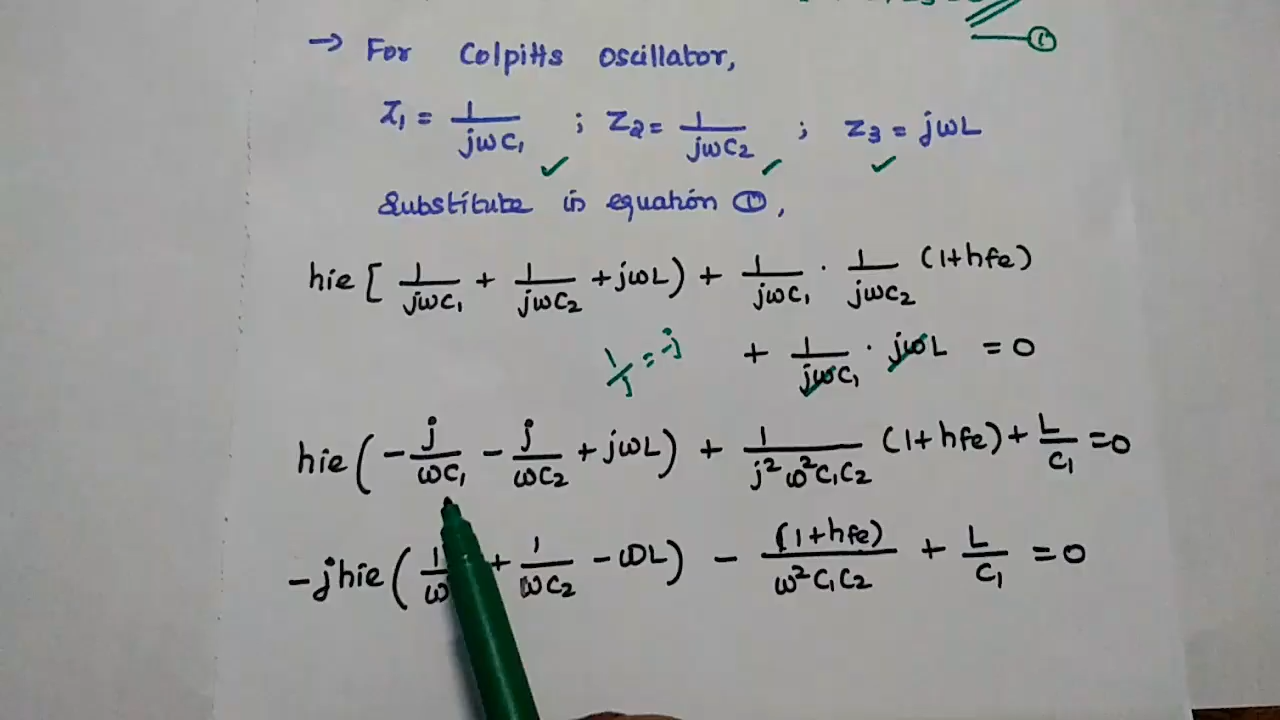 ①
→ For Colpitts oscillator,
Z₁ = 1/jωC₁ ; Z₂ = 1/jωC₂ ; Z₃ = jωL
Substitute in equation ①,
hie [ 1/jωC₁ + 1/jωC₂ + jωL ) + 1/jωC₁ · 1/jωC₂ (1+hfe)
1/j = -j + 1/jωC₁ · jωL = 0
hie ( - j/ωC₁ - j/ωC₂ + jωL ) + 1/j²ω²C₁C₂ (1+hfe) + L/C₁ = 0
-jhie ( 1/ω + 1/ωC₂ - ωL ) - (1+hfe)/ω²C₁C₂ + L/C₁ = 0